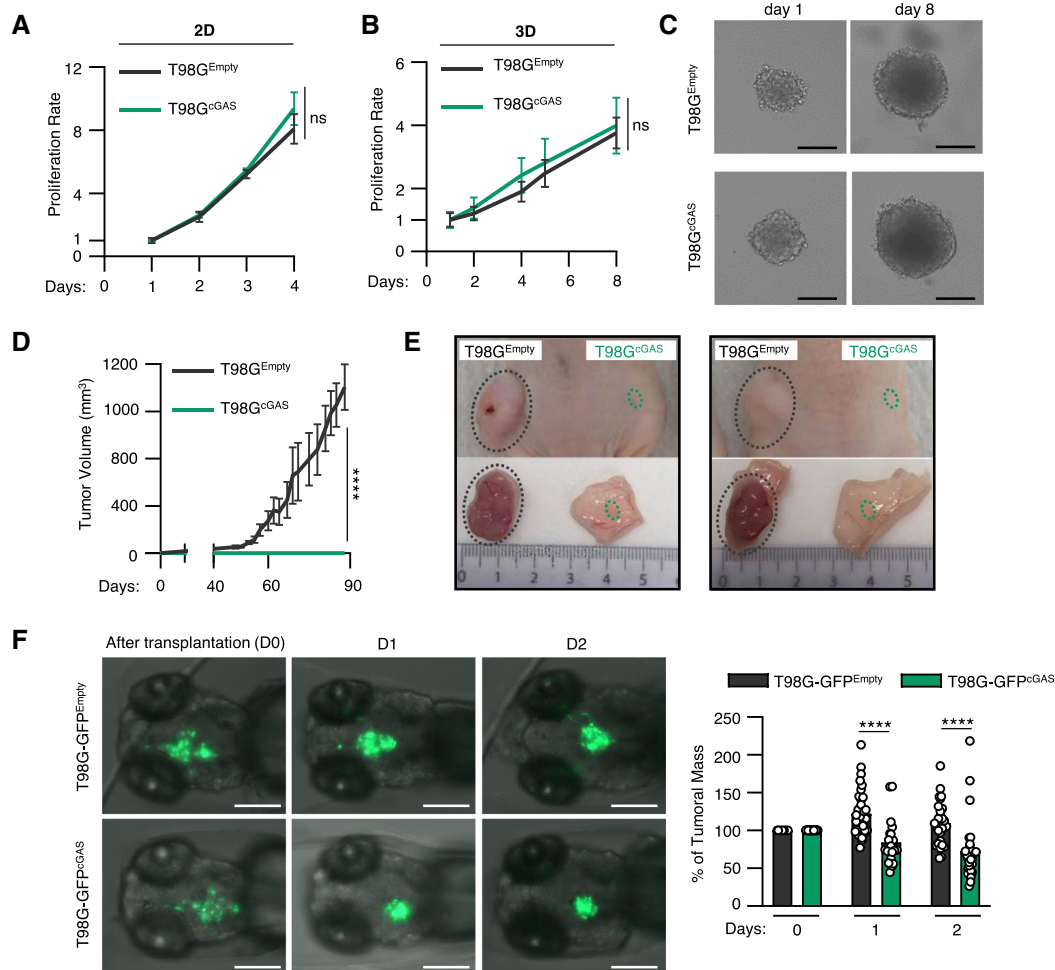 A
2D
T98G^Empty
T98G^cGAS
Proliferation Rate
12
8
4
1
0
ns
Days: 0 1 2 3 4
B
3D
T98G^Empty
T98G^cGAS
Proliferation Rate
6
4
2
1
0
ns
Days: 0 2 4 6 8
C
day 1 day 8
T98G^Empty
T98G^cGAS
D
Tumor Volume (mm³)
1200
1000
800
400
0
T98G^Empty
T98G^cGAS
****
Days: 0 40 60 90
E
T98G^Empty T98G^cGAS
0 1 2 3 4 5
T98G^Empty T98G^cGAS
0 1 2 3 4 5
F
After transplantation (D0) D1 D2
T98G-GFP^Empty
T98G-GFP^cGAS
T98G-GFP^Empty T98G-GFP^cGAS
% of Tumoral Mass
250
200
150
100
50
0
**** ****
Days: 0 1 2